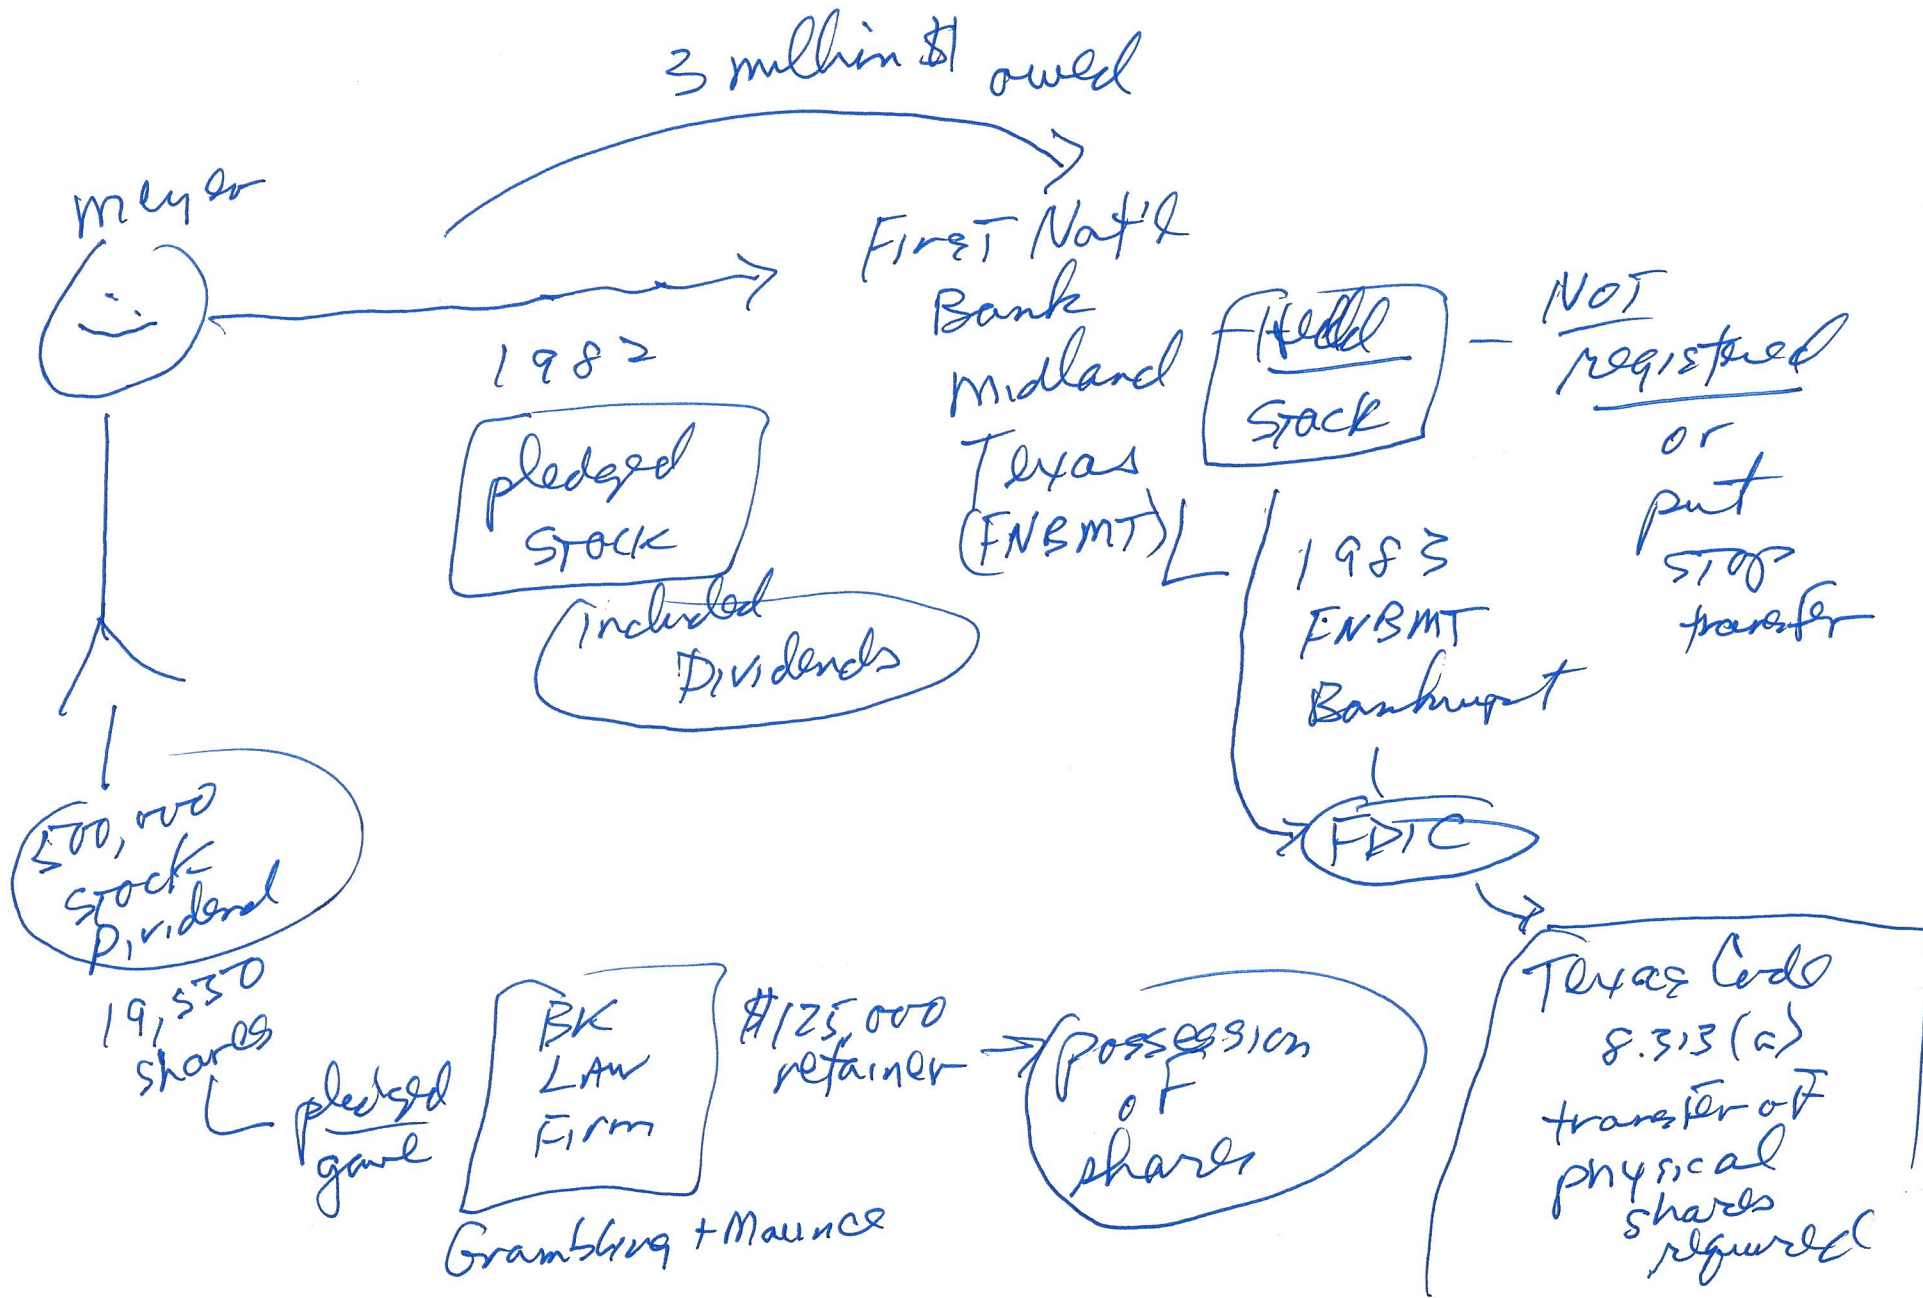 3 million $ owed
Meyer
1982
pledged
stock
included
Dividends
First Nat'l
Bank
Midland
Texas
(FNBMT)
Held
Stock
NOT
registered
or
put
stop
transfer
1983
FNBMT
Bankrupt
FDIC
Texas Code
8.313(a)
transfer of
physical
shares
required
500,000
stock
Dividend
19,550
shares
pledged
gave
BK
LAW
Firm
Grambling + Mounce
$125,000
retainer
possession
of
shares